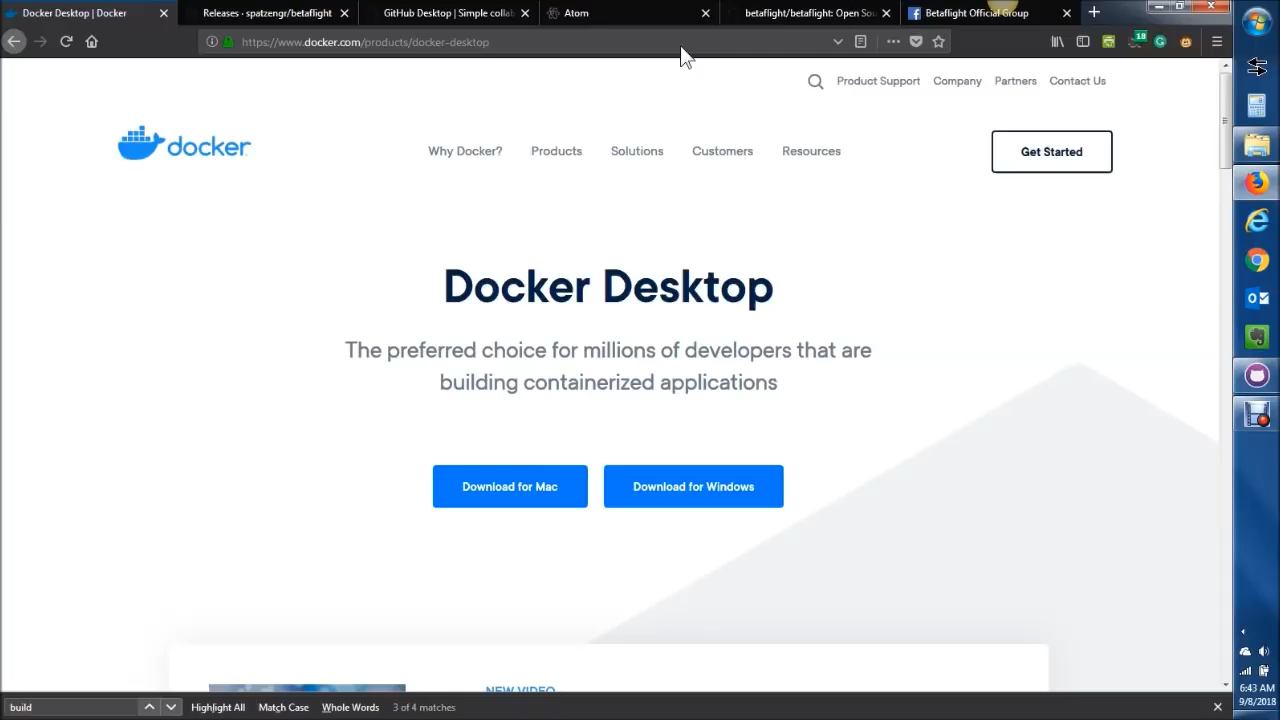 Docker Desktop | Docker
Releases · spatzengr/betaflight
GitHub Desktop | Simple collab
Atom
betaflight/betaflight: Open Sou
Betaflight Official Group
https://www.docker.com/products/docker-desktop
18
Product Support Company Partners Contact Us
docker
Why Docker? Products Solutions Customers Resources
Get Started
Docker Desktop
The preferred choice for millions of developers that are
building containerized applications
Download for Mac
Download for Windows
NEW VIDEO
build
Highlight All Match Case Whole Words 3 of 4 matches
6:43 AM
9/8/2018